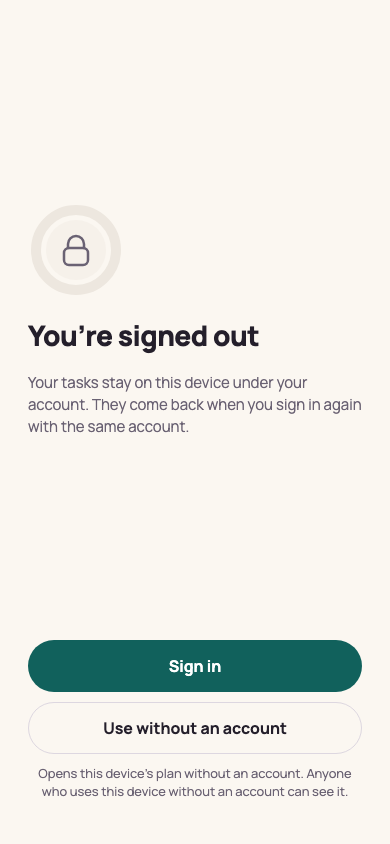 You’re signed out
Your tasks stay on this device under your
account. They come back when you sign in again
with the same account.
Sign in
Use without an account
Opens this device’s plan without an account. Anyone
who uses this device without an account can see it.